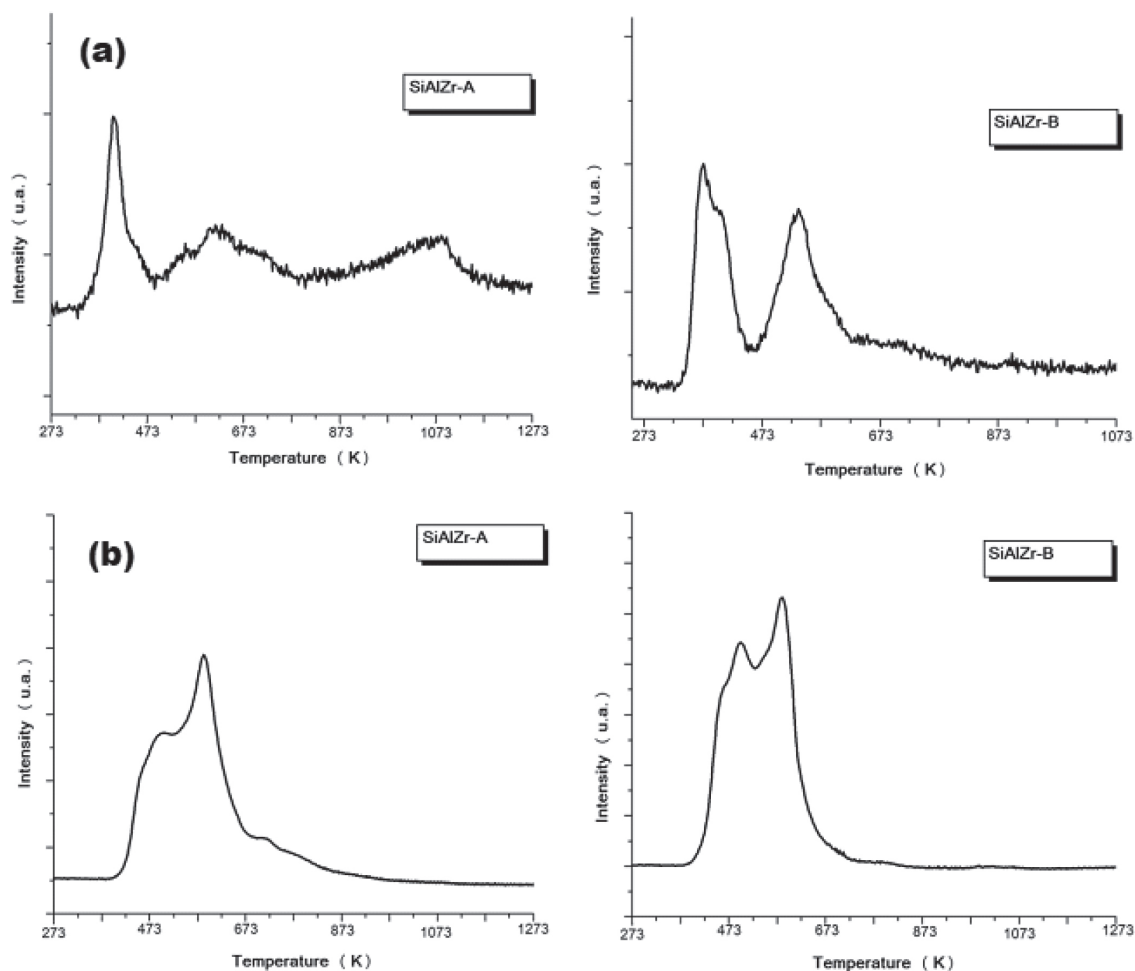 (a)
SiAlZr-A
Intensity ( u.a.)
273 473 673 873 1073 1273
Temperature ( K )
SiAlZr-B
Intensity ( u.a.)
273 473 673 873 1073
Temperature ( K )
(b)
SiAlZr-A
Intensity ( u.a.)
273 473 673 873 1073 1273
Temperature ( K )
SiAlZr-B
Intensity ( u.a.)
273 473 673 873 1073 1273
Temperature ( K )